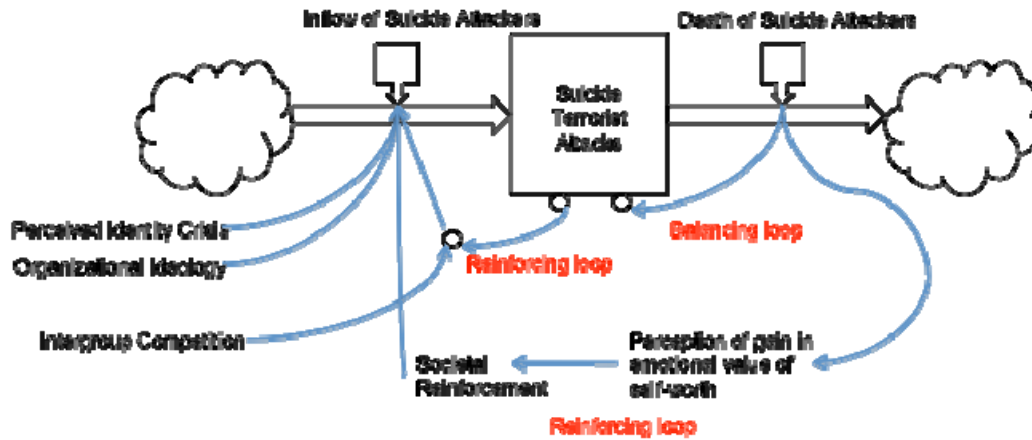 Inflow of Suicide Attackers
Death of Suicide Attackers
Suicide
Terrorist
Attacks
Perceived Identity Crisis
Organizational Ideology
Balancing loop
Reinforcing loop
Intergroup Competition
Societal
Reinforcement
Perception of gain in
emotional value of
self-worth
Reinforcing loop